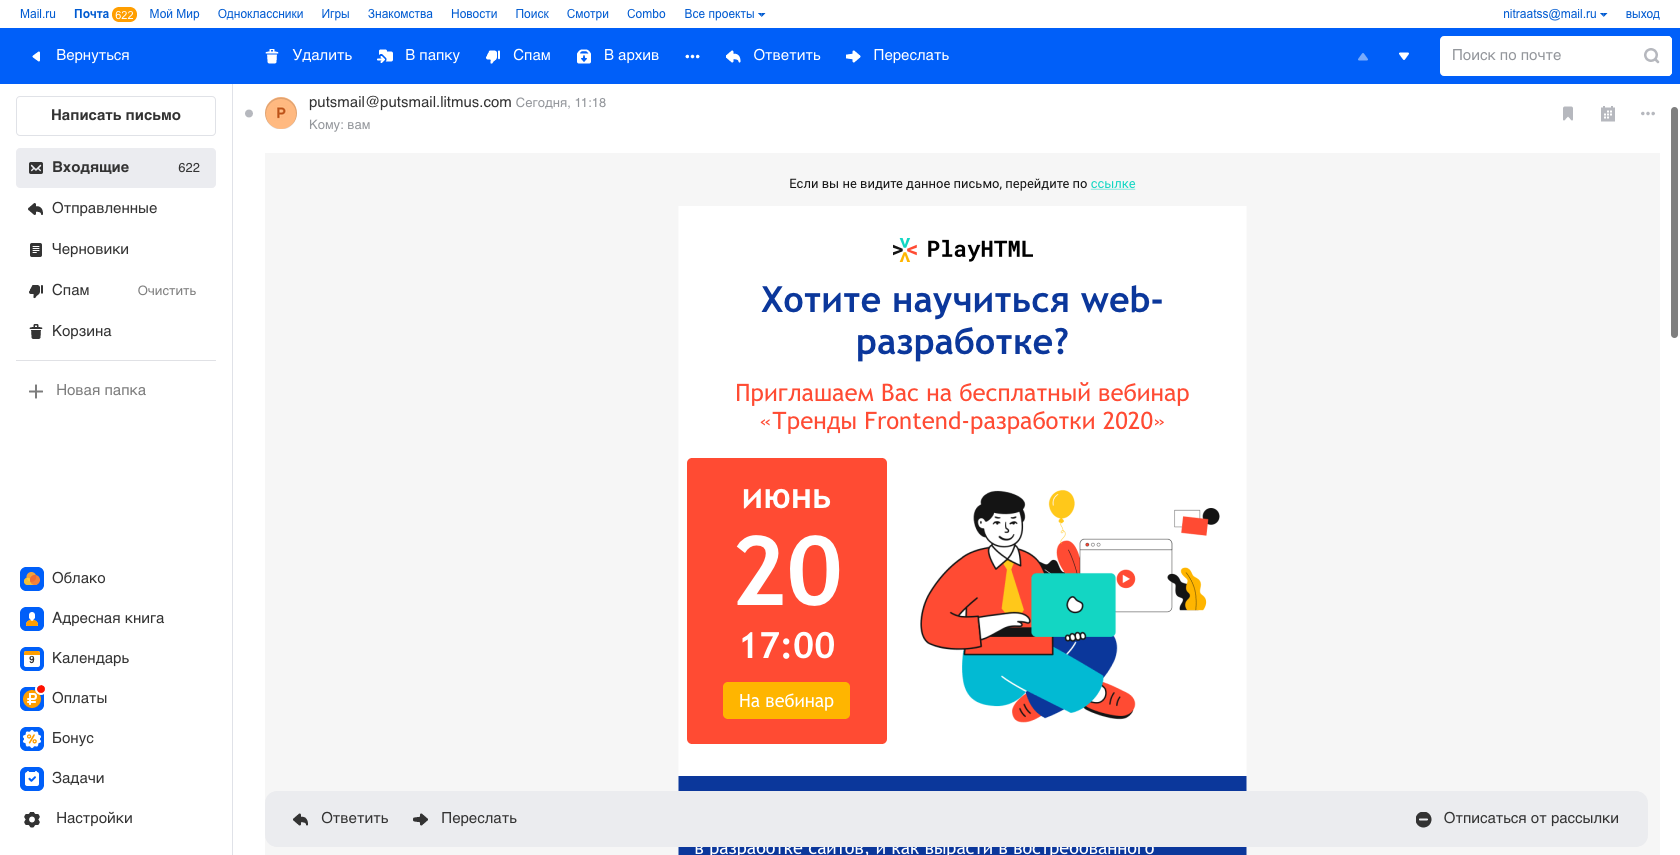 Mail.ru Почта 622 Мой Мир Одноклассники Игры Знакомства Новости Поиск Смотри Combo Все проекты nitraatss@mail.ru выход
Вернуться Удалить В папку Спам В архив Ответить Переслать Поиск по почте
Написать письмо
Входящие 622
Отправленные
Черновики
Спам Очистить
Корзина
Новая папка
Облако
Адресная книга
9 Календарь
Оплаты
Бонус
Задачи
Настройки
P putsmail@putsmail.litmus.com Сегодня, 11:18
Кому: вам
Если вы не видите данное письмо, перейдите по ссылке
PlayHTML
Хотите научиться web-
разработке?
Приглашаем Вас на бесплатный вебинар
«Тренды Frontend-разработки 2020»
июнь
20
17:00
На вебинар
Ответить Переслать Отписаться от рассылки
в разработке сайтов, и как вырасти в востребованного